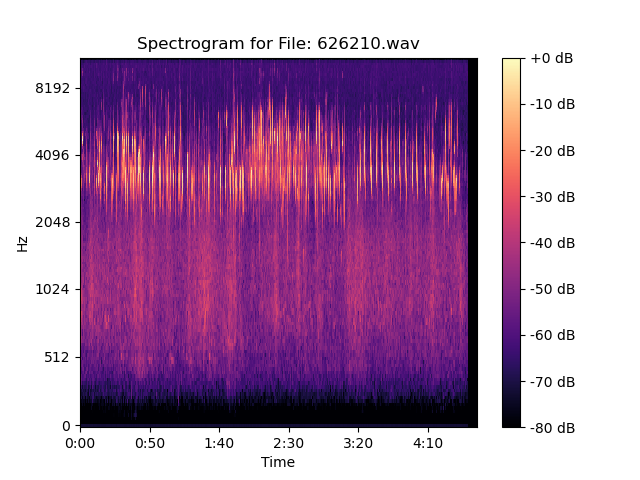 Spectrogram for File: 626210.wav
8192
4096
2048
1024
512
0
Hz
0:00 0:50 1:40 2:30 3:20 4:10
Time
+0 dB
-10 dB
-20 dB
-30 dB
-40 dB
-50 dB
-60 dB
-70 dB
-80 dB